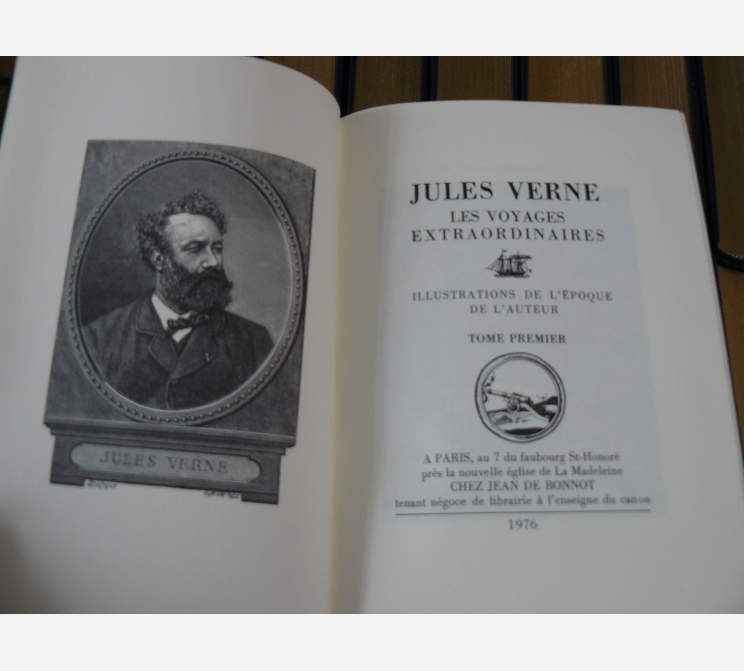 JULES VERNE
JULES VERNE
LES VOYAGES
EXTRAORDINAIRES
ILLUSTRATIONS DE L'ÉPOQUE
DE L'AUTEUR
TOME PREMIER
A PARIS, au 7 du faubourg St-Honoré
près la nouvelle église de La Madeleine
CHEZ JEAN DE BONNOT
tenant négoce de librairie à l'enseigne du canon
1976